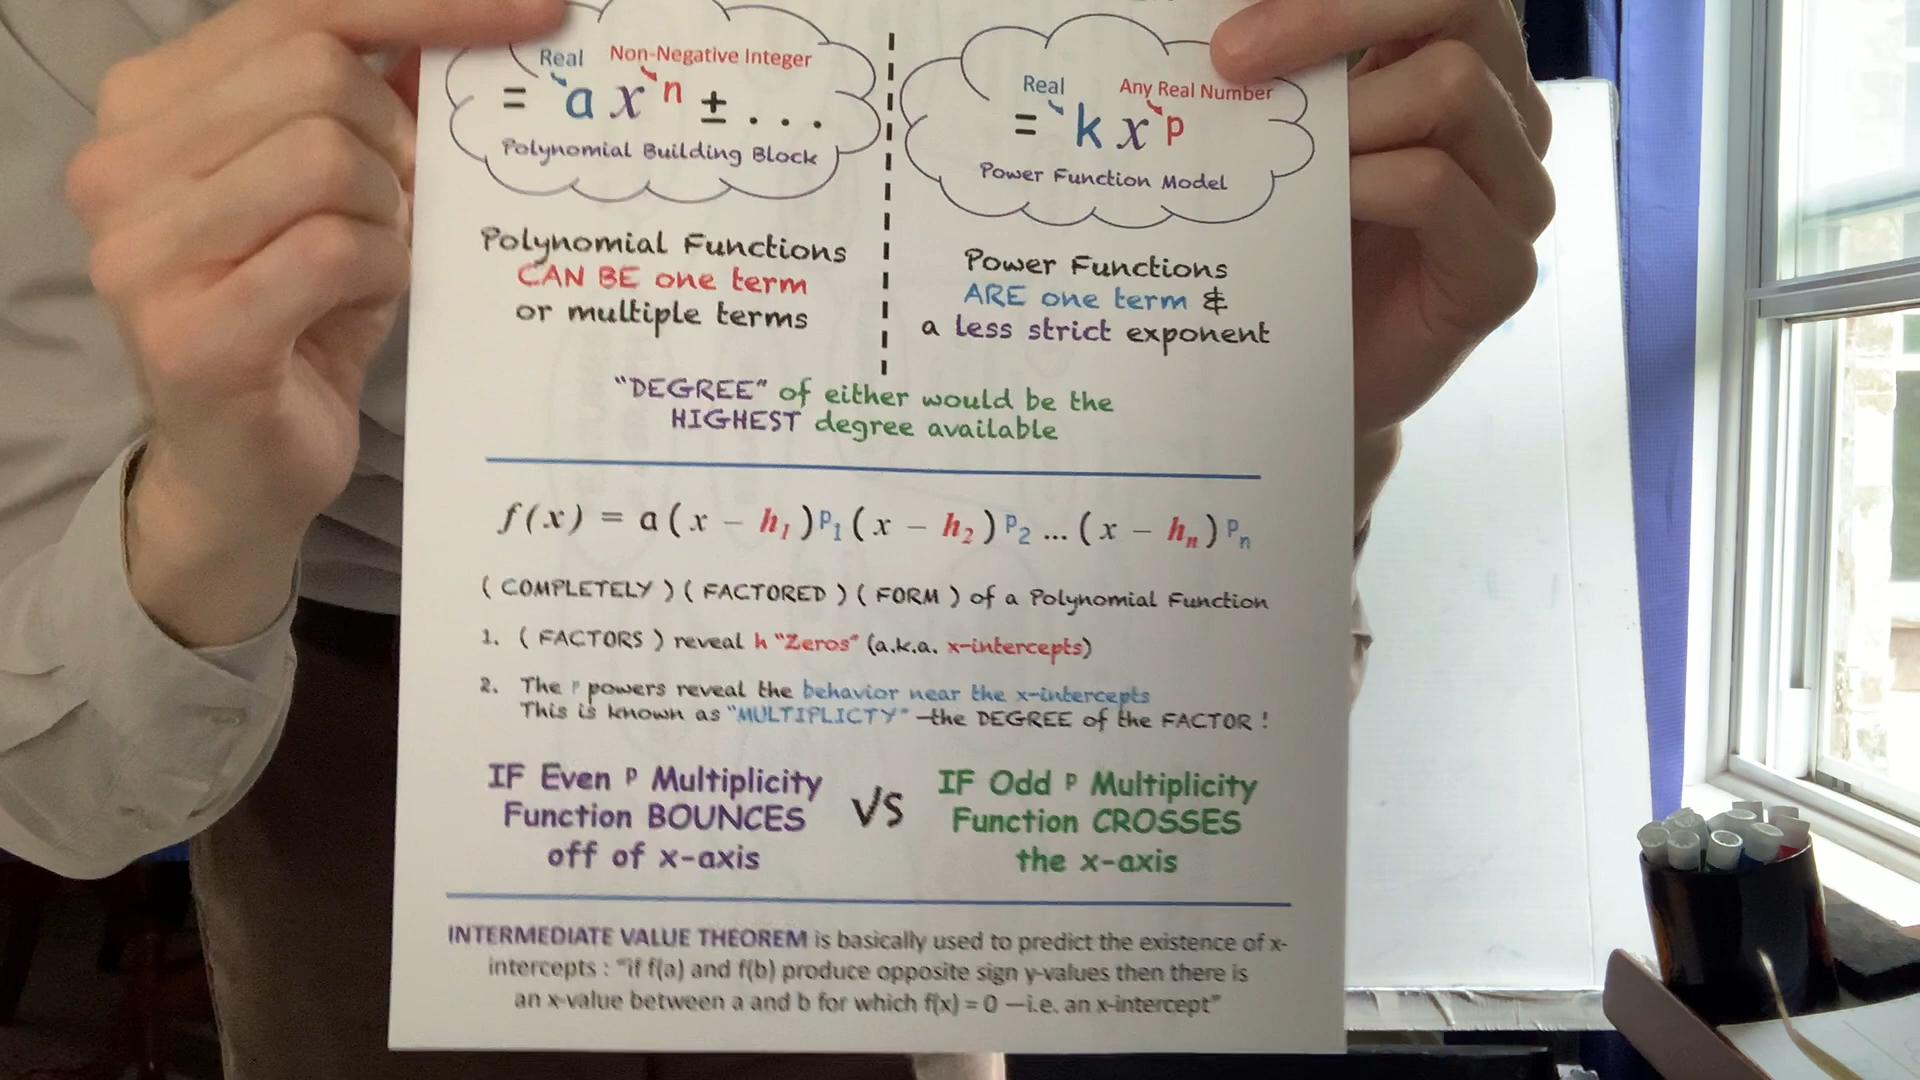 Real Non-Negative Integer
= a x n ± . . .
Polynomial Building Block
Real Any Real Number
= k x p
Power Function Model
Polynomial Functions
CAN BE one term
or multiple terms
Power Functions
ARE one term &
a less strict exponent
"DEGREE" of either would be the
HIGHEST degree available
f(x) = a(x - h₁)P₁(x - h₂)P₂ ... (x - hₙ)Pₙ
( COMPLETELY ) ( FACTORED ) ( FORM ) of a Polynomial Function
1. ( FACTORS ) reveal h "Zeros" (a.k.a. x-intercepts)
2. The P powers reveal the behavior near the x-intercepts
This is known as "MULTIPLICTY" —the DEGREE of the FACTOR !
IF Even P Multiplicity
Function BOUNCES
off of x-axis
VS
IF Odd P Multiplicity
Function CROSSES
the x-axis
INTERMEDIATE VALUE THEOREM is basically used to predict the existence of x-
intercepts : "if f(a) and f(b) produce opposite sign y-values then there is
an x-value between a and b for which f(x) = 0 —i.e. an x-intercept"